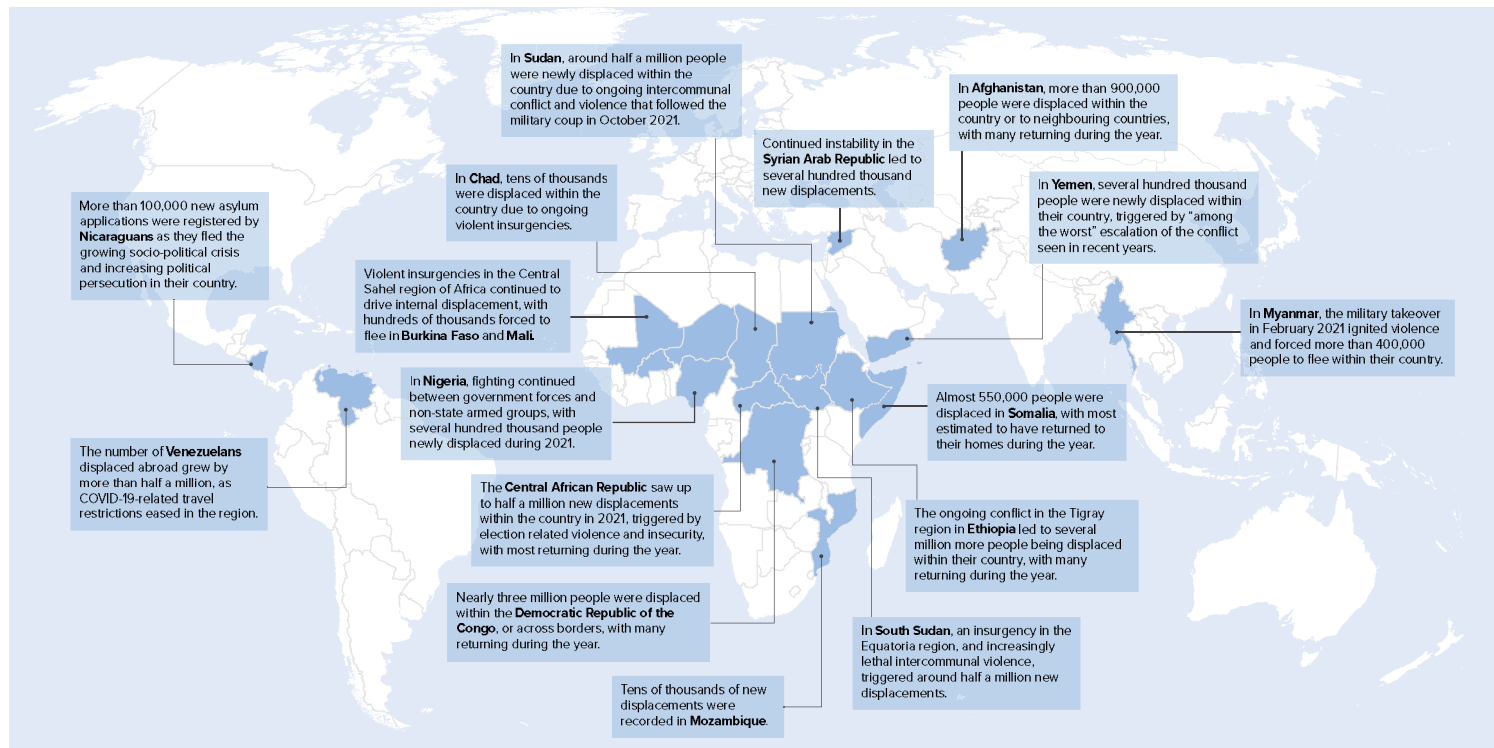 In Sudan, around half a million people
were newly displaced within the
country due to ongoing intercommunal
conflict and violence that followed the
military coup in October 2021.
In Afghanistan, more than 900,000
people were displaced within the
country or to neighbouring countries,
with many returning during the year.
Continued instability in the
Syrian Arab Republic led to
several hundred thousand
new displacements.
In Chad, tens of thousands
were displaced within the
country due to ongoing
violent insurgencies.
In Yemen, several hundred thousand
people were newly displaced within
their country, triggered by “among
the worst” escalation of the conflict
seen in recent years.
More than 100,000 new asylum
applications were registered by
Nicaraguans as they fled the
growing socio-political crisis
and increasing political
persecution in their country.
Violent insurgencies in the Central
Sahel region of Africa continued to
drive internal displacement, with
hundreds of thousands forced to
flee in Burkina Faso and Mali.
In Myanmar, the military takeover
in February 2021 ignited violence
and forced more than 400,000
people to flee within their country.
In Nigeria, fighting continued
between government forces and
non-state armed groups, with
several hundred thousand people
newly displaced during 2021.
Almost 550,000 people were
displaced in Somalia, with most
estimated to have returned to
their homes during the year.
The number of Venezuelans
displaced abroad grew by
more than half a million, as
COVID-19-related travel
restrictions eased in the region.
The Central African Republic saw up
to half a million new displacements
within the country in 2021, triggered by
election related violence and insecurity,
with most returning during the year.
The ongoing conflict in the Tigray
region in Ethiopia led to several
million more people being displaced
within their country, with many
returning during the year.
Nearly three million people were displaced
within the Democratic Republic of the
Congo, or across borders, with many
returning during the year.
In South Sudan, an insurgency in the
Equatoria region, and increasingly
lethal intercommunal violence,
triggered around half a million new
displacements.
Tens of thousands of new
displacements were
recorded in Mozambique.